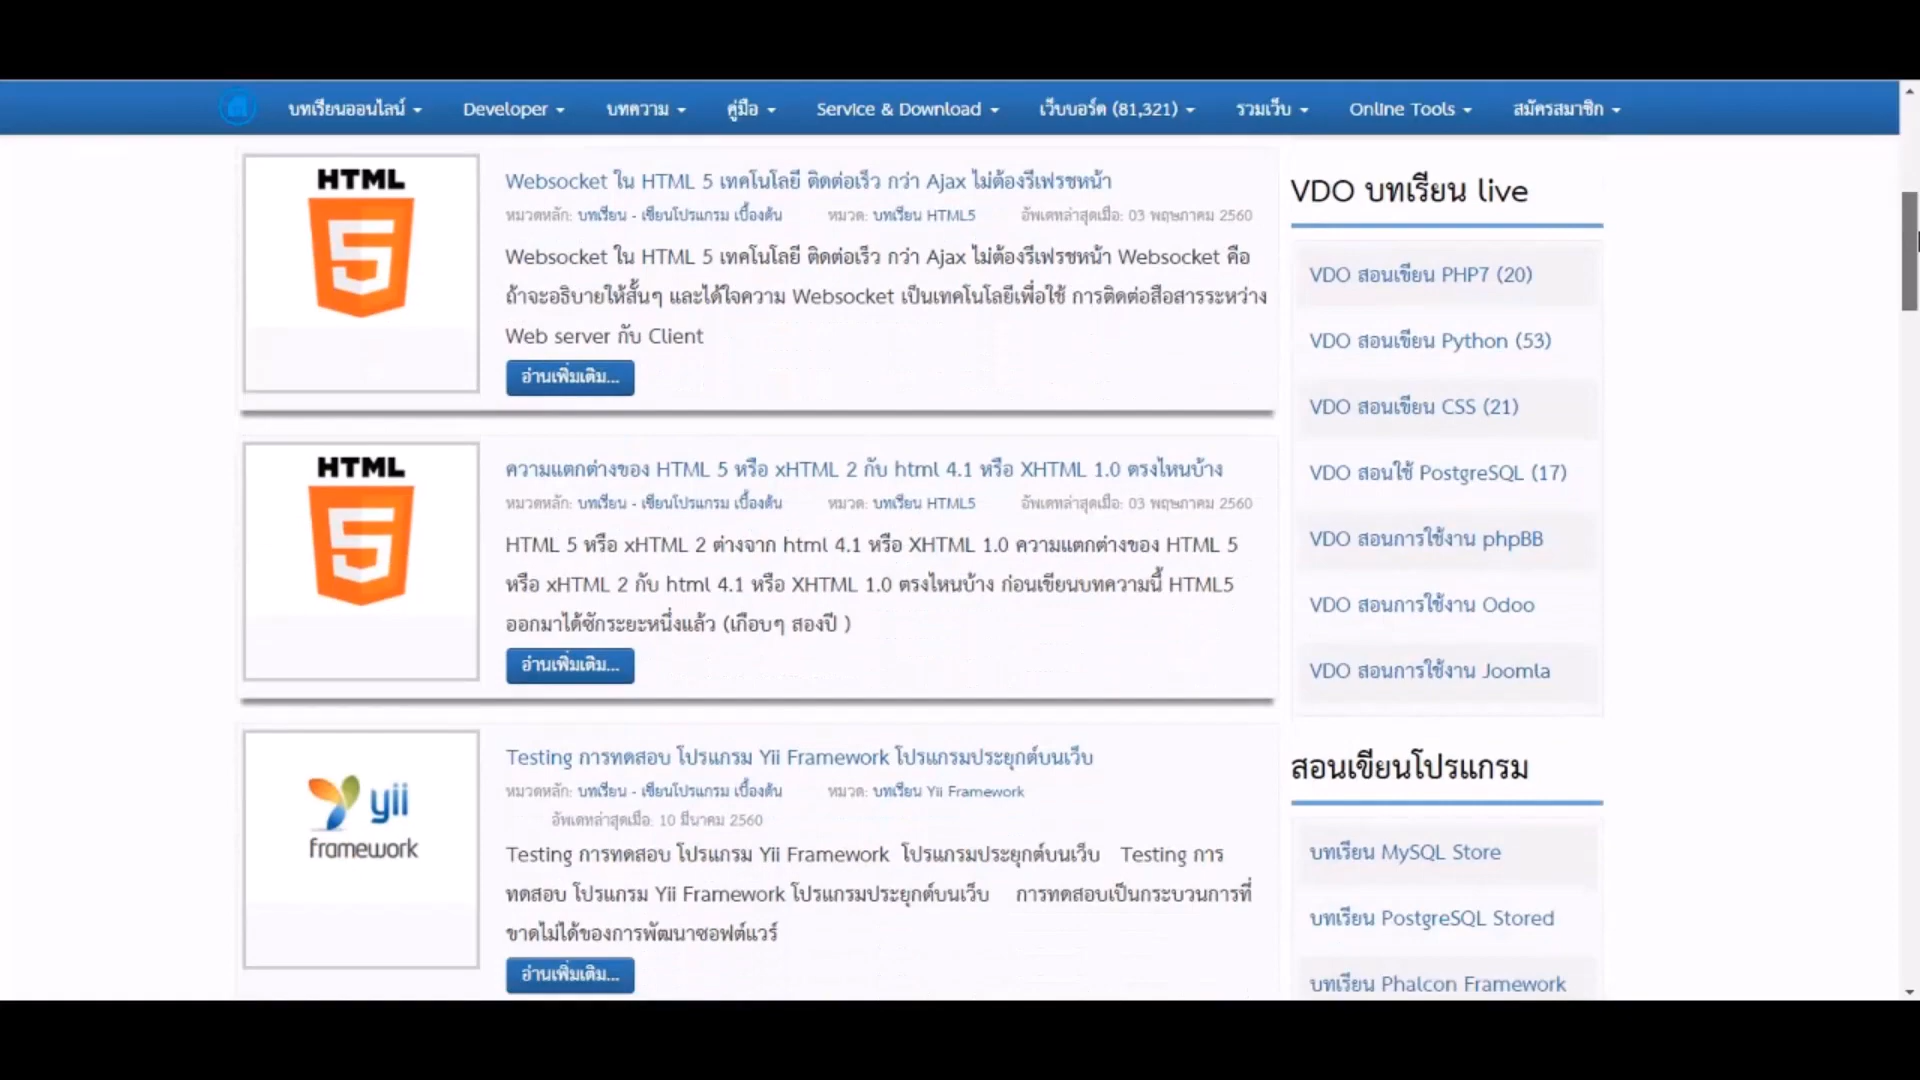 บทเรียนออนไลน์ Developer บทความ คู่มือ Service & Download เว็บบอร์ด (81,321) รวมเว็บ Online Tools สมัครสมาชิก
HTML
5
Websocket ใน HTML 5 เทคโนโลยี ติดต่อเร็ว กว่า Ajax ไม่ต้องรีเฟรชหน้า
หมวดหลัก: บทเรียน - เขียนโปรแกรม เบื้องต้น หมวด: บทเรียน HTML5 อัพเดทล่าสุดเมื่อ: 03 พฤษภาคม 2560
Websocket ใน HTML 5 เทคโนโลยี ติดต่อเร็ว กว่า Ajax ไม่ต้องรีเฟรชหน้า Websocket คือ
ถ้าจะอธิบายให้สั้นๆ และได้ใจความ Websocket เป็นเทคโนโลยีเพื่อใช้ การติดต่อสือสารระหว่าง
Web server กับ Client
อ่านเพิ่มเติม...
HTML
5
ความแตกต่างของ HTML 5 หรือ xHTML 2 กับ html 4.1 หรือ XHTML 1.0 ตรงไหนบ้าง
หมวดหลัก: บทเรียน - เขียนโปรแกรม เบื้องต้น หมวด: บทเรียน HTML5 อัพเดทล่าสุดเมื่อ: 03 พฤษภาคม 2560
HTML 5 หรือ xHTML 2 ต่างจาก html 4.1 หรือ XHTML 1.0 ความแตกต่างของ HTML 5
หรือ xHTML 2 กับ html 4.1 หรือ XHTML 1.0 ตรงไหนบ้าง ก่อนเขียนบทความนี้ HTML5
ออกมาได้ซักระยะหนึ่งแล้ว (เกือบๆ สองปี )
อ่านเพิ่มเติม...
yii
framework
Testing การทดสอบ โปรแกรม Yii Framework โปรแกรมประยุกต์บนเว็บ
หมวดหลัก: บทเรียน - เขียนโปรแกรม เบื้องต้น หมวด: บทเรียน Yii Framework
อัพเดทล่าสุดเมื่อ: 10 มีนาคม 2560
Testing การทดสอบ โปรแกรม Yii Framework โปรแกรมประยุกต์บนเว็บ Testing การ
ทดสอบ โปรแกรม Yii Framework โปรแกรมประยุกต์บนเว็บ การทดสอบเป็นกระบวนการที่
ขาดไม่ได้ของการพัฒนาซอฟต์แวร์
อ่านเพิ่มเติม...
VDO บทเรียน live
VDO สอนเขียน PHP7 (20)
VDO สอนเขียน Python (53)
VDO สอนเขียน CSS (21)
VDO สอนใช้ PostgreSQL (17)
VDO สอนการใช้งาน phpBB
VDO สอนการใช้งาน Odoo
VDO สอนการใช้งาน Joomla
สอนเขียนโปรแกรม
บทเรียน MySQL Store
บทเรียน PostgreSQL Stored
บทเรียน Phalcon Framework